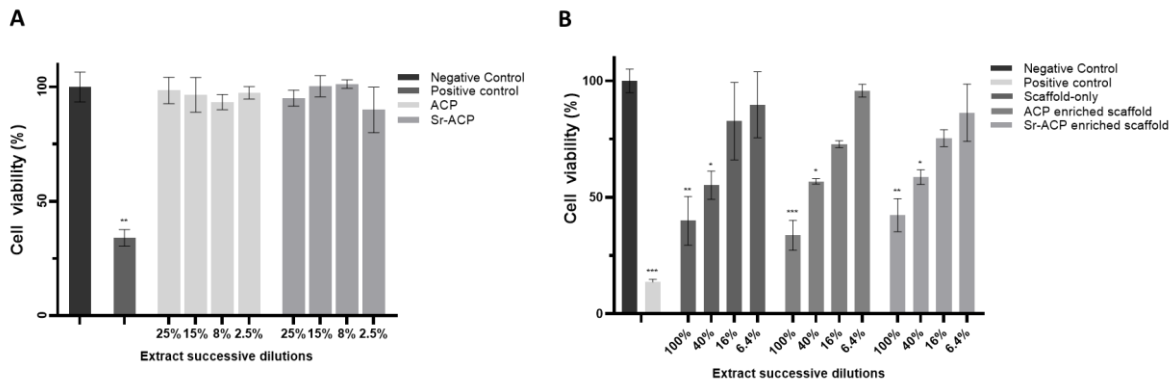 A
Cell viability (%)
100
50
0
**
25% 15% 8% 2.5% 25% 15% 8% 2.5%
Extract successive dilutions
Negative Control
Positive control
ACP
Sr-ACP
B
Cell viability (%)
100
50
0
***
**
*
***
*
**
*
100% 40% 16% 6.4% 100% 40% 16% 6.4% 100% 40% 16% 6.4%
Extract successive dilutions
Negative Control
Positive control
Scaffold-only
ACP enriched scaffold
Sr-ACP enriched scaffold